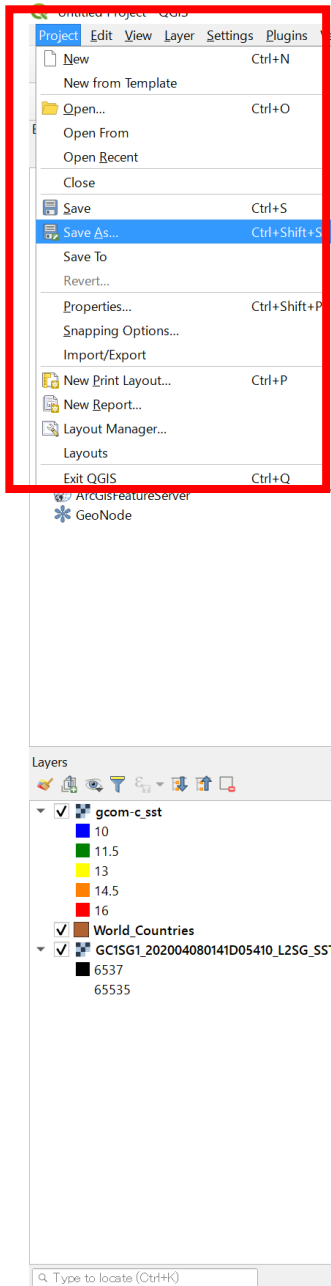 Untitled Project - QGIS
Project Edit View Layer Settings Plugins
New Ctrl+N
New from Template
Open... Ctrl+O
Open From
Open Recent
Close
Save Ctrl+S
Save As... Ctrl+Shift+S
Save To
Revert...
Properties... Ctrl+Shift+P
Snapping Options...
Import/Export
New Print Layout... Ctrl+P
New Report...
Layout Manager...
Layouts
Exit QGIS Ctrl+Q
ArcGisFeatureServer
GeoNode
Layers
gcom-c_sst
10
11.5
13
14.5
16
World_Countries
GC1SG1_202004080141D05410_L2SG_SST
6537
65535
Type to locate (Ctrl+K)